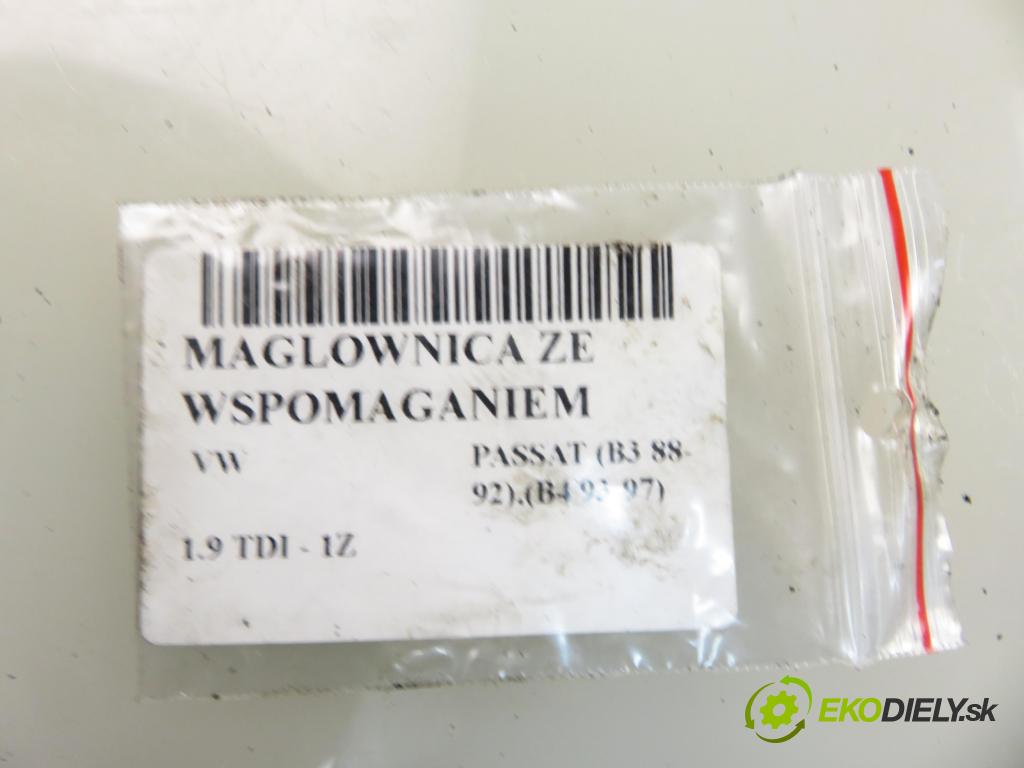 MAGLOWNICA ZE
WSPOMAGANIEM
VW
PASSAT (B3 88-
92),(B4 93-97)
1.9 TDI - 1Z
EKODIELY.sk